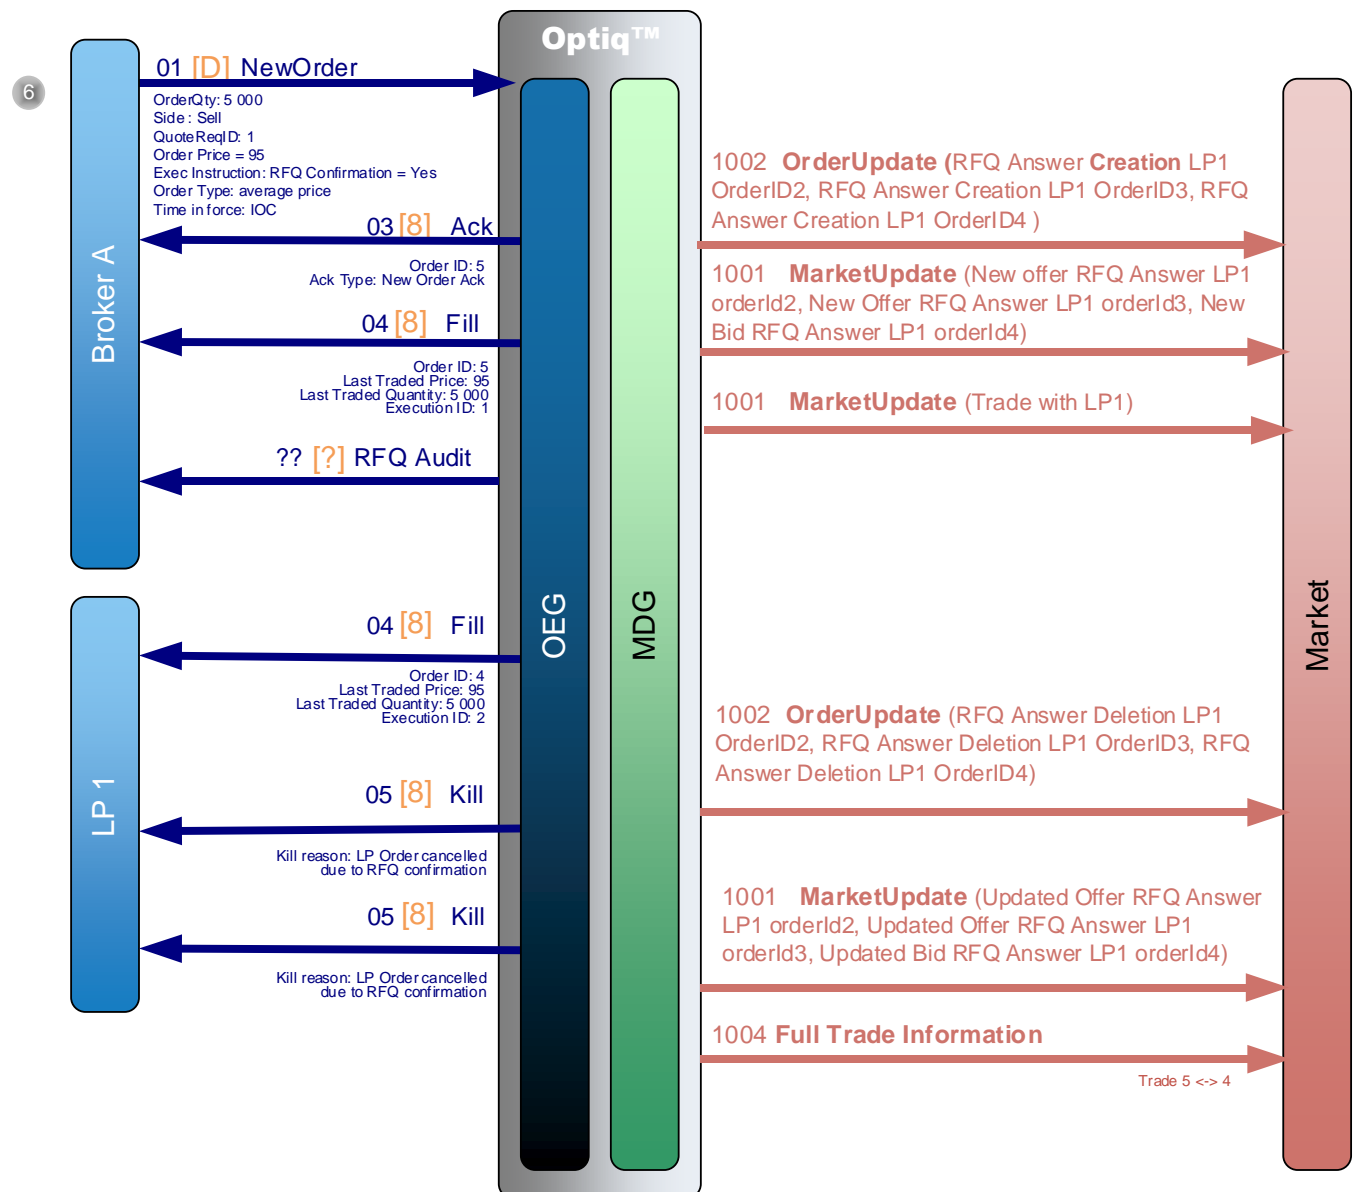 Optiq™
6
01 [D] NewOrder
OrderQty: 5 000
Side : Sell
QuoteReqID: 1
Order Price = 95
Exec Instruction: RFQ Confirmation = Yes
Order Type: average price
Time in force: IOC
03 [8] Ack
Order ID: 5
Ack Type: New Order Ack
04 [8] Fill
Order ID: 5
Last Traded Price: 95
Last Traded Quantity: 5 000
Execution ID: 1
?? [?] RFQ Audit
Broker A
04 [8] Fill
Order ID: 4
Last Traded Price: 95
Last Traded Quantity: 5 000
Execution ID: 2
05 [8] Kill
Kill reason: LP Order cancelled
due to RFQ confirmation
05 [8] Kill
Kill reason: LP Order cancelled
due to RFQ confirmation
LP 1
OEG
MDG
1002 OrderUpdate (RFQ Answer Creation LP1
OrderID2, RFQ Answer Creation LP1 OrderID3, RFQ
Answer Creation LP1 OrderID4 )
1001 MarketUpdate (New offer RFQ Answer LP1
orderId2, New Offer RFQ Answer LP1 orderId3, New
Bid RFQ Answer LP1 orderId4)
1001 MarketUpdate (Trade with LP1)
1002 OrderUpdate (RFQ Answer Deletion LP1
OrderID2, RFQ Answer Deletion LP1 OrderID3, RFQ
Answer Deletion LP1 OrderID4)
1001 MarketUpdate (Updated Offer RFQ Answer
LP1 orderId2, Updated Offer RFQ Answer LP1
orderId3, Updated Bid RFQ Answer LP1 orderId4)
1004 Full Trade Information
Trade 5 <-> 4
Market